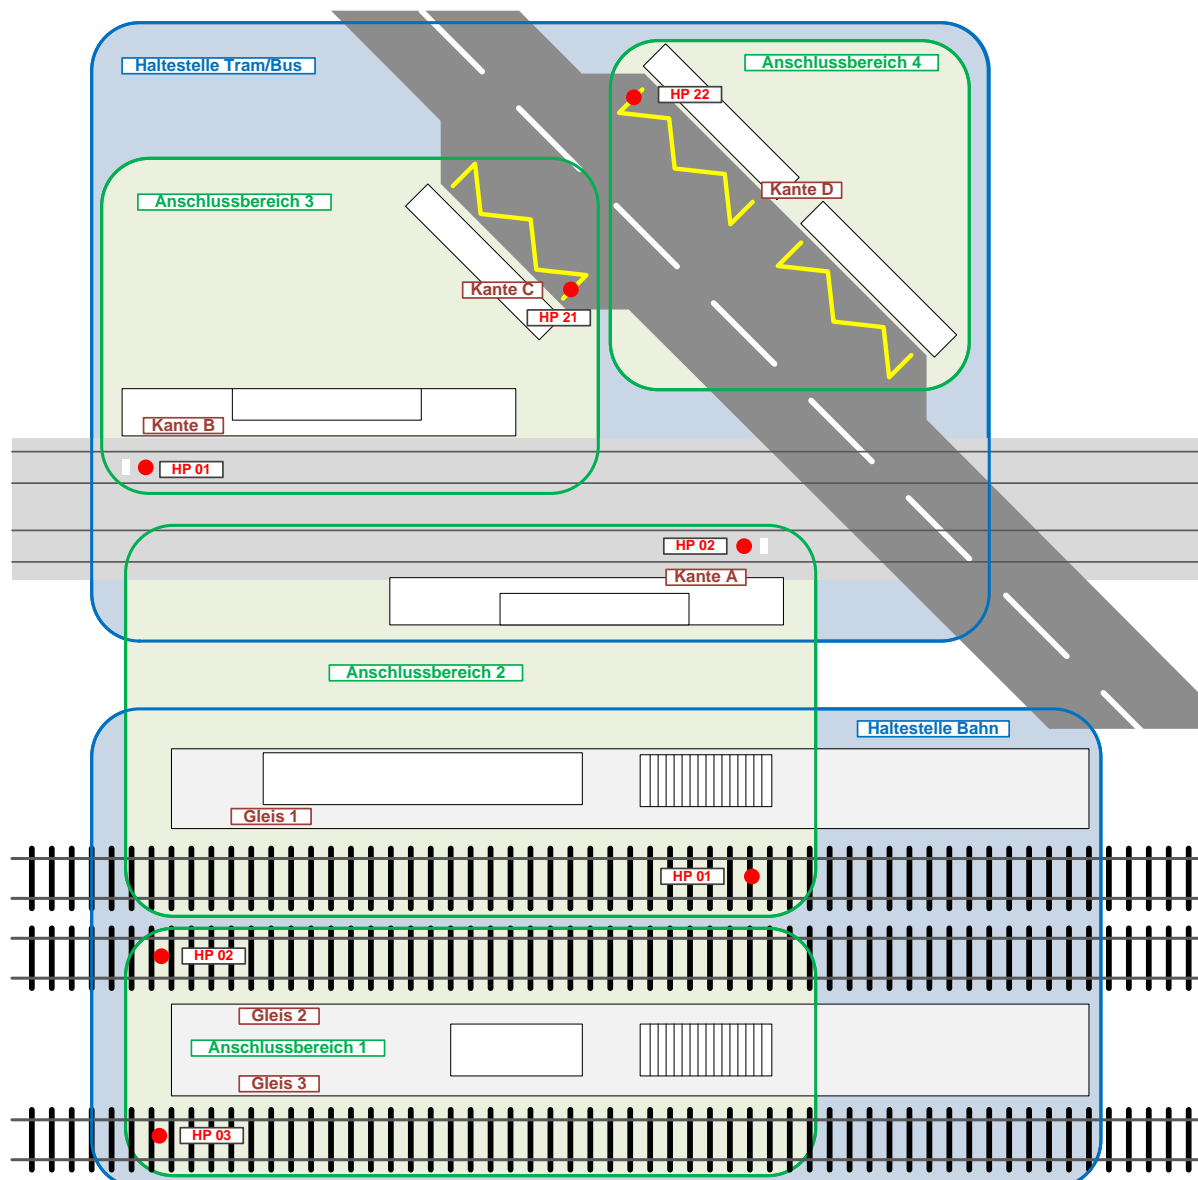 Haltestelle Tram/Bus
Anschlussbereich 4
HP 22
Kante D
Anschlussbereich 3
Kante C
HP 21
Kante B
HP 01
HP 02
Kante A
Anschlussbereich 2
Haltestelle Bahn
Gleis 1
HP 01
HP 02
Gleis 2
Anschlussbereich 1
Gleis 3
HP 03